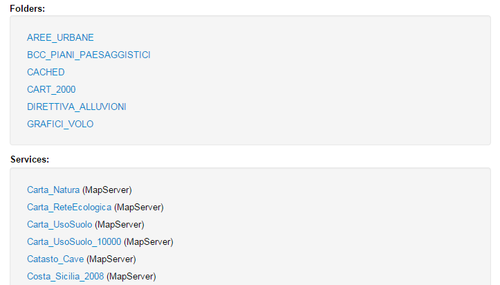 Folders:
AREE_URBANE
BCC_PIANI_PAESAGGISTICI
CACHED
CART_2000
DIRETTIVA_ALLUVIONI
GRAFICI_VOLO
Services:
Carta_Natura (MapServer)
Carta_ReteEcologica (MapServer)
Carta_UsoSuolo (MapServer)
Carta_UsoSuolo_10000 (MapServer)
Catasto_Cave (MapServer)
Costa_Sicilia_2008 (MapServer)